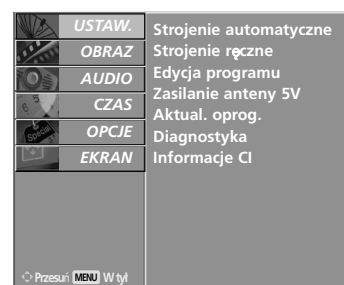 USTAW.
OBRAZ
AUDIO
CZAS
OPCJE
EKRAN
Strojenie automatyczne
Strojenie ręczne
Edycja programu
Zasilanie anteny 5V
Aktual. oprog.
Diagnostyka
Informacje CI
Przesuń MENU W tył